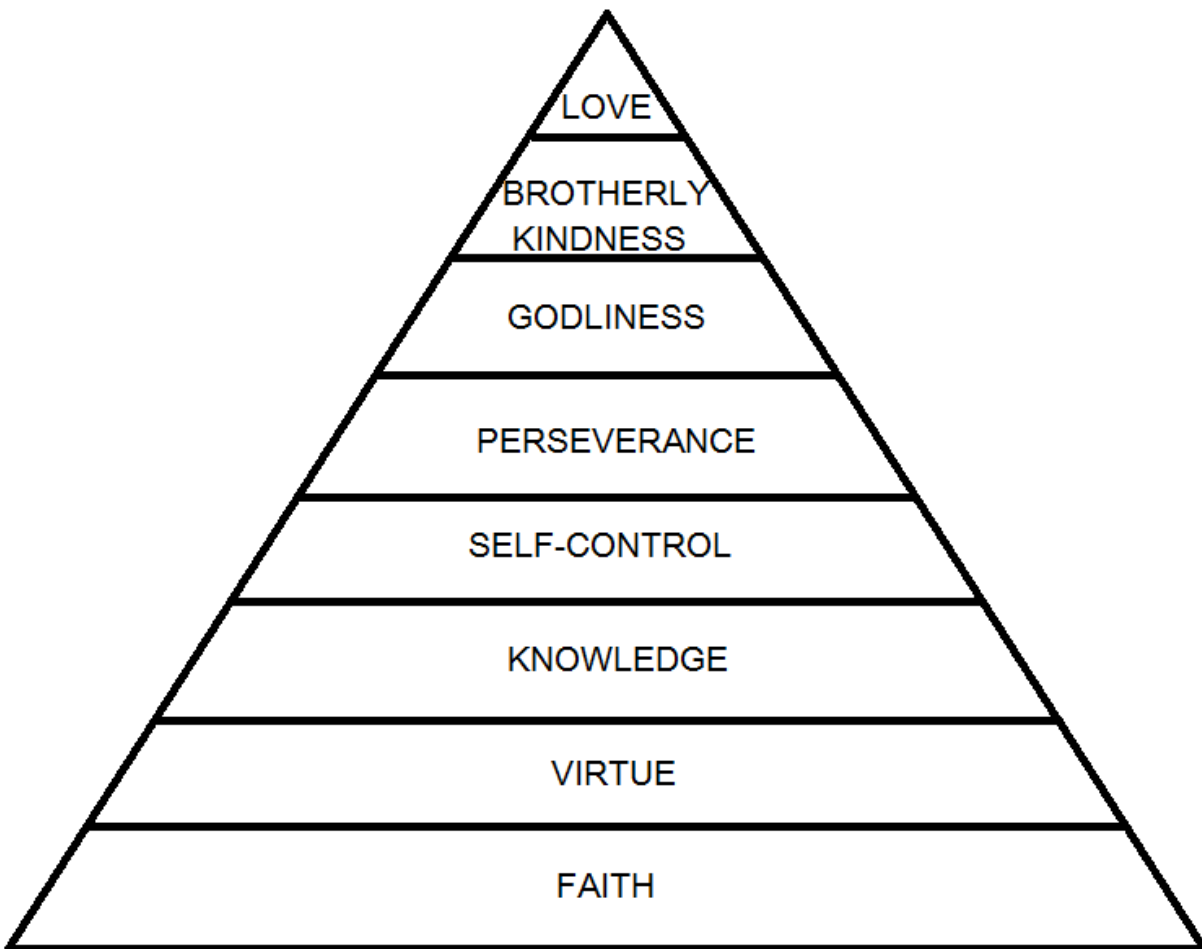 LOVE
BROTHERLY
KINDNESS
GODLINESS
PERSEVERANCE
SELF-CONTROL
KNOWLEDGE
VIRTUE
FAITH